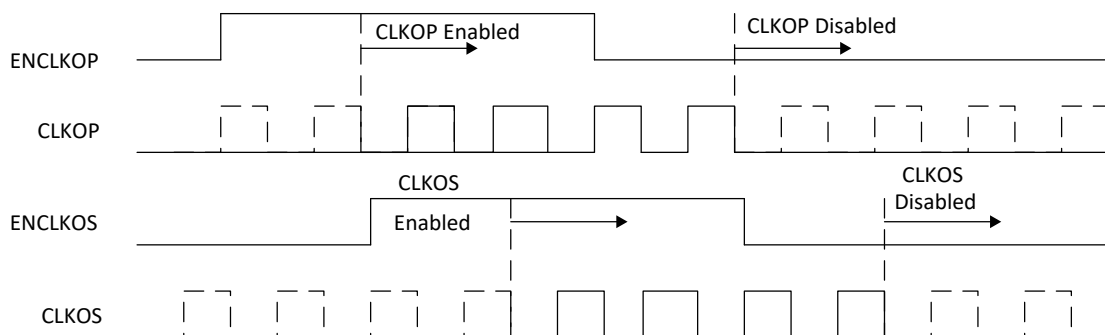 CLKOP Enabled
CLKOP Disabled
ENCLKOP
CLKOP
CLKOS
Enabled
CLKOS
Disabled
ENCLKOS
CLKOS